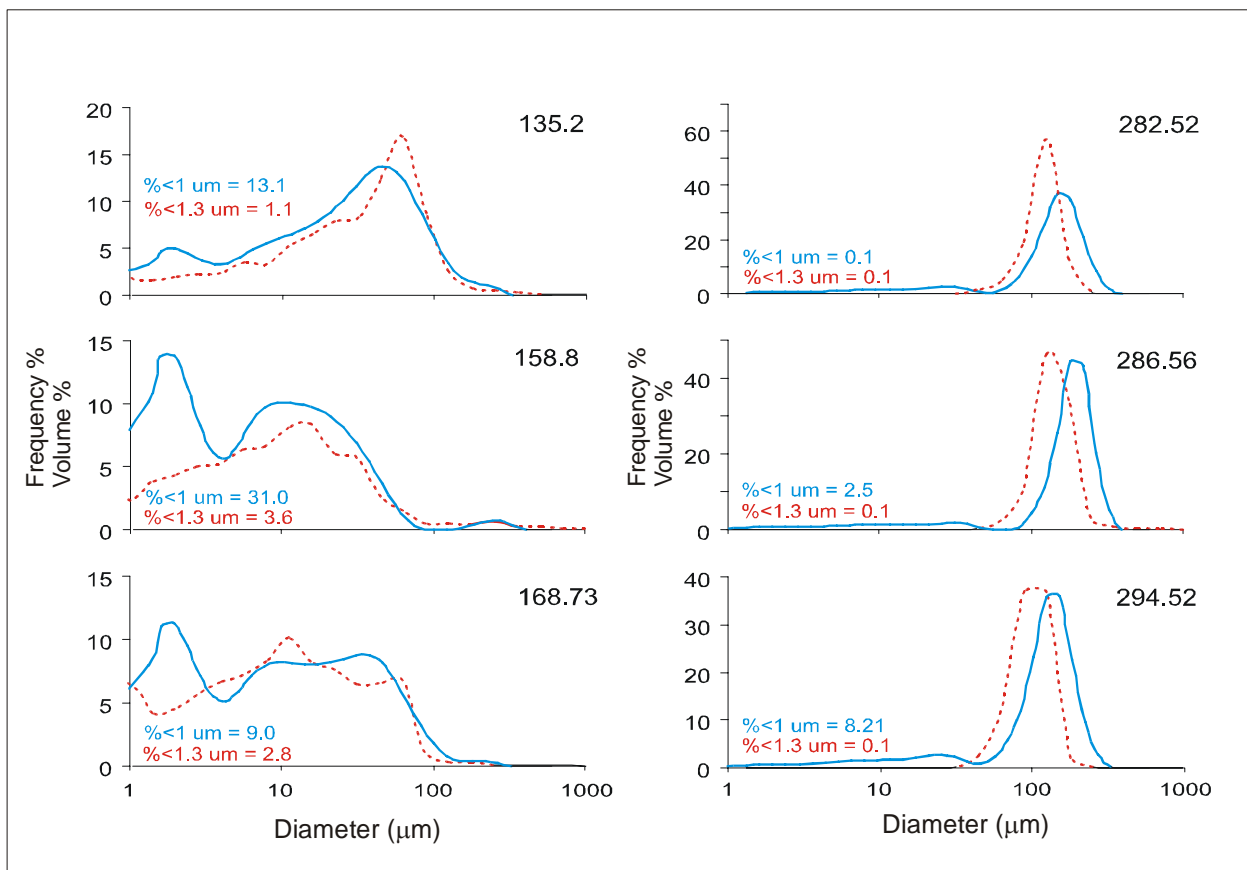 20
15
10
5
0
135.2
%<1 um = 13.1
%<1.3 um = 1.1
15
10
5
0
158.8
%<1 um = 31.0
%<1.3 um = 3.6
Frequency %
Volume %
15
10
5
0
168.73
%<1 um = 9.0
%<1.3 um = 2.8
1 10 100 1000
Diameter (μm)
60
40
20
0
282.52
%<1 um = 0.1
%<1.3 um = 0.1
40
20
0
286.56
%<1 um = 2.5
%<1.3 um = 0.1
Frequency %
Volume %
40
30
20
10
0
294.52
%<1 um = 8.21
%<1.3 um = 0.1
1 10 100 1000
Diameter (μm)